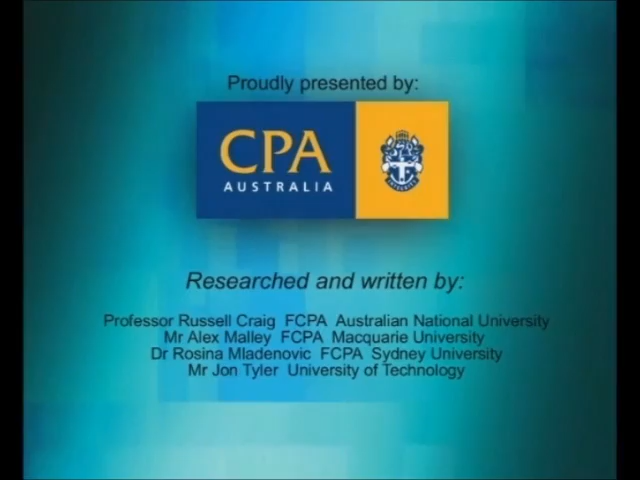 Proudly presented by:
CPA
AUSTRALIA
Researched and written by:
Professor Russell Craig FCPA Australian National University
Mr Alex Malley FCPA Macquarie University
Dr Rosina Mladenovic FCPA Sydney University
Mr Jon Tyler University of Technology